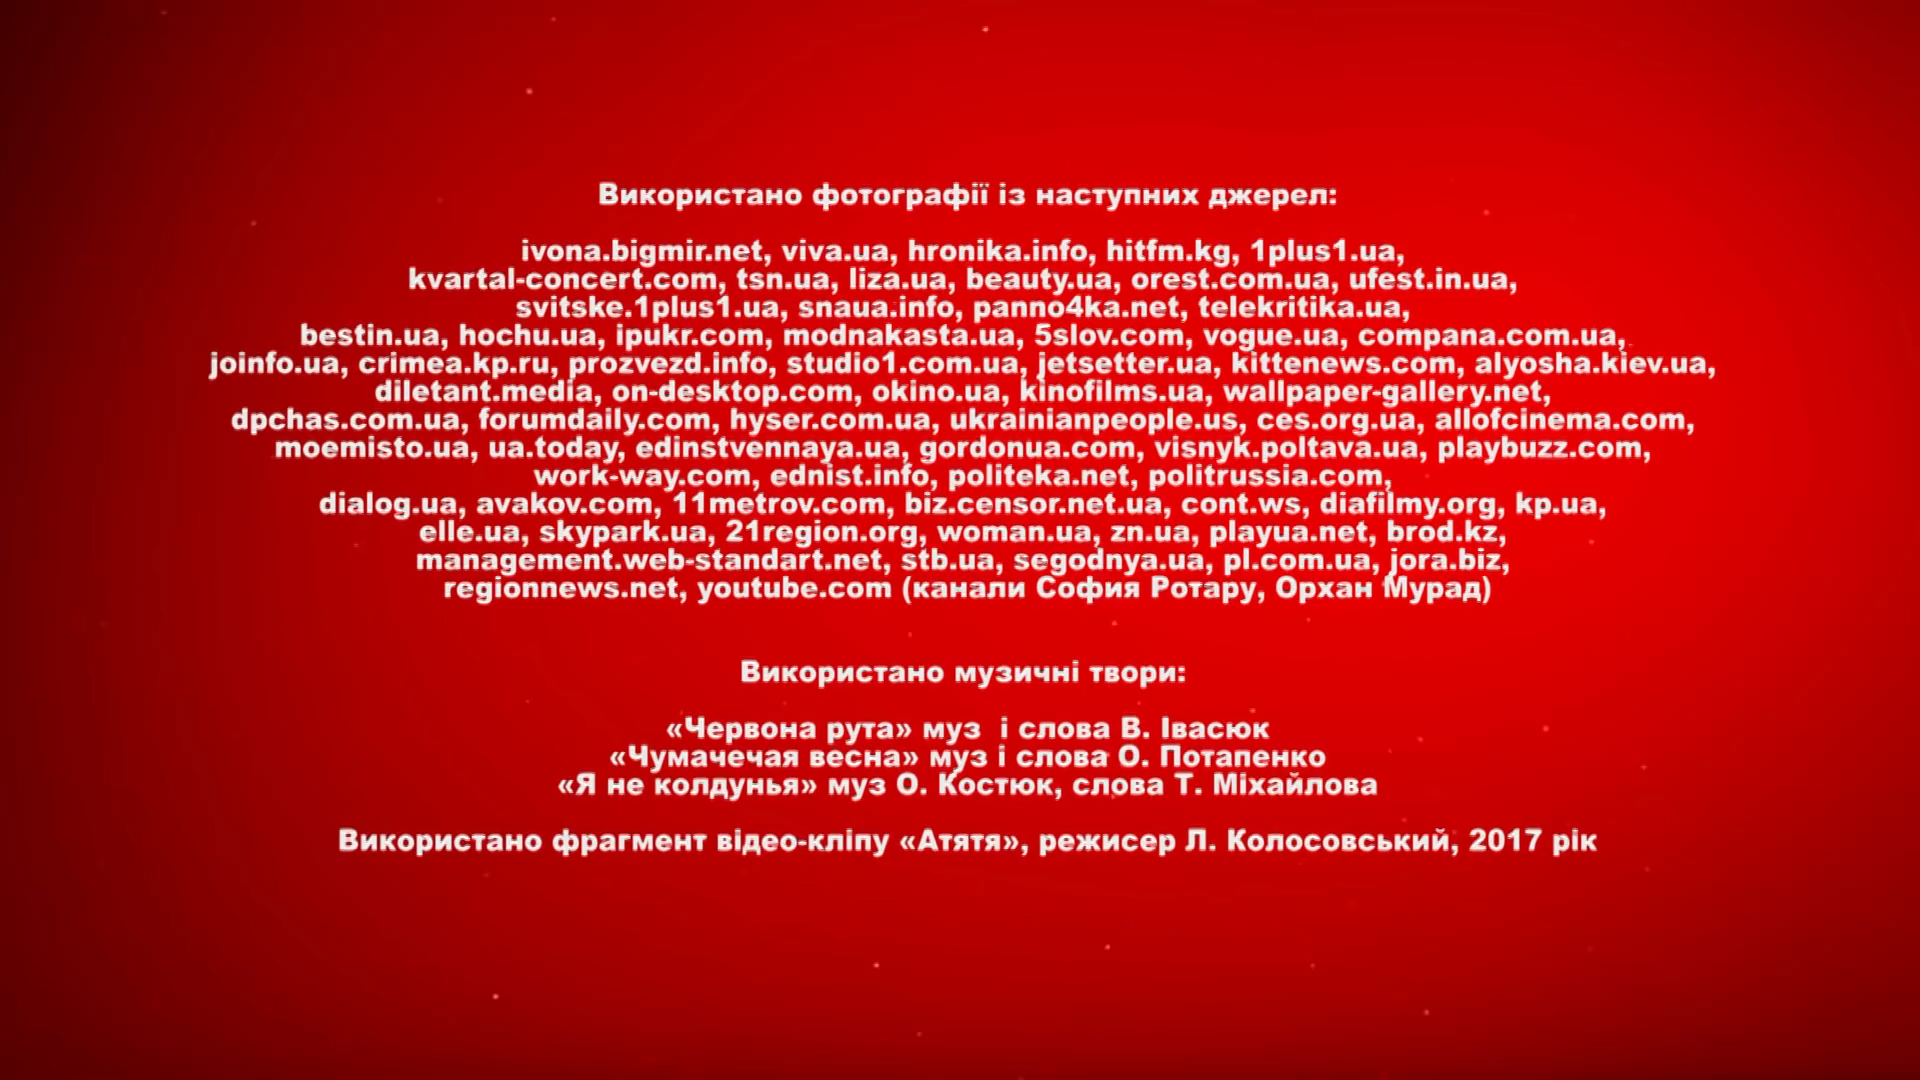 Використано фотографії із наступних джерел:
ivona.bigmir.net, viva.ua, hronika.info, hitfm.kg, 1plus1.ua,
kvartal-concert.com, tsn.ua, liza.ua, beauty.ua, orest.com.ua, ufest.in.ua,
svitske.1plus1.ua, snaua.info, panno4ka.net, telekritika.ua,
bestin.ua, hochu.ua, ipukr.com, modnakasta.ua, 5slov.com, vogue.ua, compana.com.ua,
joinfo.ua, crimea.kp.ru, prozvezd.info, studio1.com.ua, jetsetter.ua, kittenews.com, alyosha.kiev.ua,
diletant.media, on-desktop.com, okino.ua, kinofilms.ua, wallpaper-gallery.net,
dpchas.com.ua, forumdaily.com, hyser.com.ua, ukrainianpeople.us, ces.org.ua, allofcinema.com,
moemisto.ua, ua.today, edinstvennaya.ua, gordonua.com, visnyk.poltava.ua, playbuzz.com,
work-way.com, ednist.info, politeka.net, politrussia.com,
dialog.ua, avakov.com, 11metrov.com, biz.censor.net.ua, cont.ws, diafilmy.org, kp.ua,
elle.ua, skypark.ua, 21region.org, woman.ua, zn.ua, playua.net, brod.kz,
management.web-standart.net, stb.ua, segodnya.ua, pl.com.ua, jora.biz,
regionnews.net, youtube.com (канали София Ротару, Орхан Мурад)
Використано музичні твори:
«Червона рута» муз  і слова В. Івасюк
«Чумачечая весна» муз і слова О. Потапенко
«Я не колдунья» муз О. Костюк, слова Т. Міхайлова
Використано фрагмент відео-кліпу «Атятя», режисер Л. Колосовський, 2017 рік